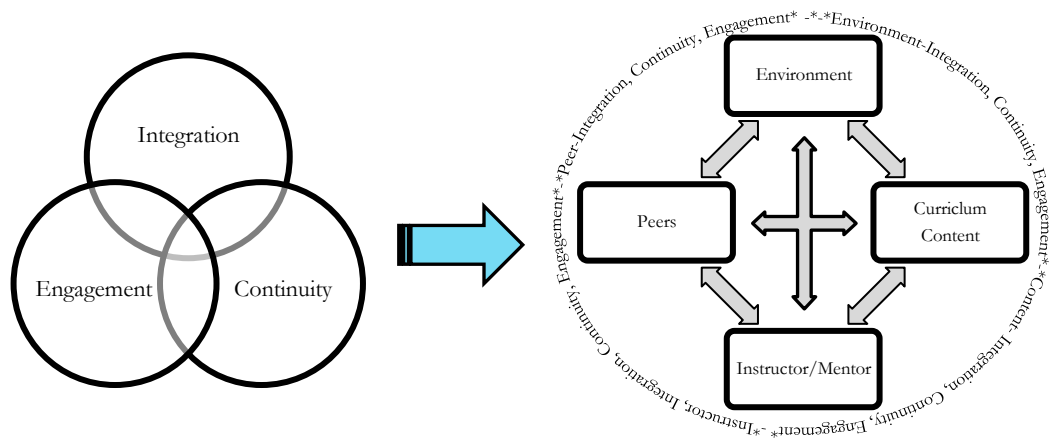 Integration
Engagement
Continuity
Environment
Peers
Curriclum
Content
Instructor/Mentor
*Peer-Integration, Continuity, Engagement* -*-*Environment-Integration, Continuity, Engagement*-*Content- Integration, Continuity, Engagement* -*Instructor, Integration, Continuity, Engagement*-